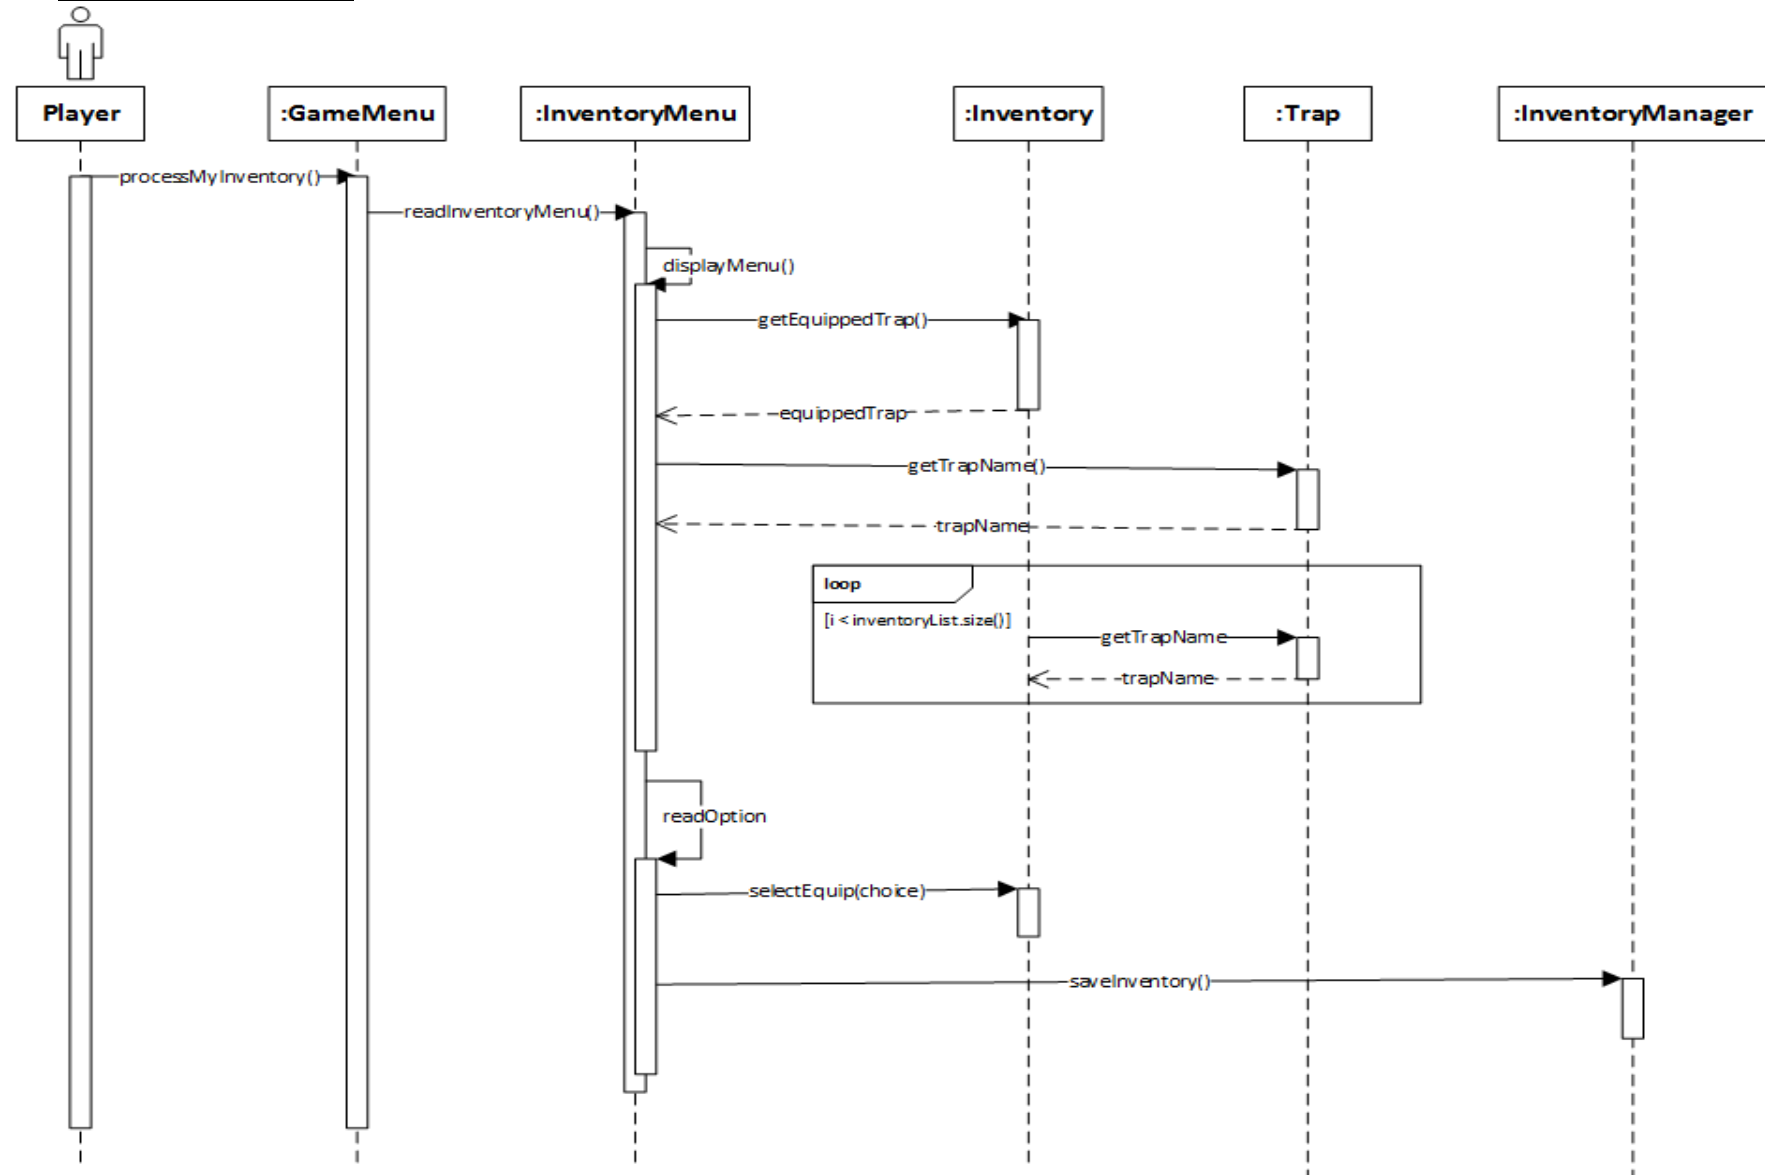 Player
:GameMenu
:InventoryMenu
:Inventory
:Trap
:InventoryManager
processMyInventory()
readInventoryMenu()
displayMenu()
getEquippedTrap()
equippedTrap
getTrapName()
trapName
loop
[i < inventoryList.size()]
getTrapName
trapName
readOption
selectEquip(choice)
saveInventory()